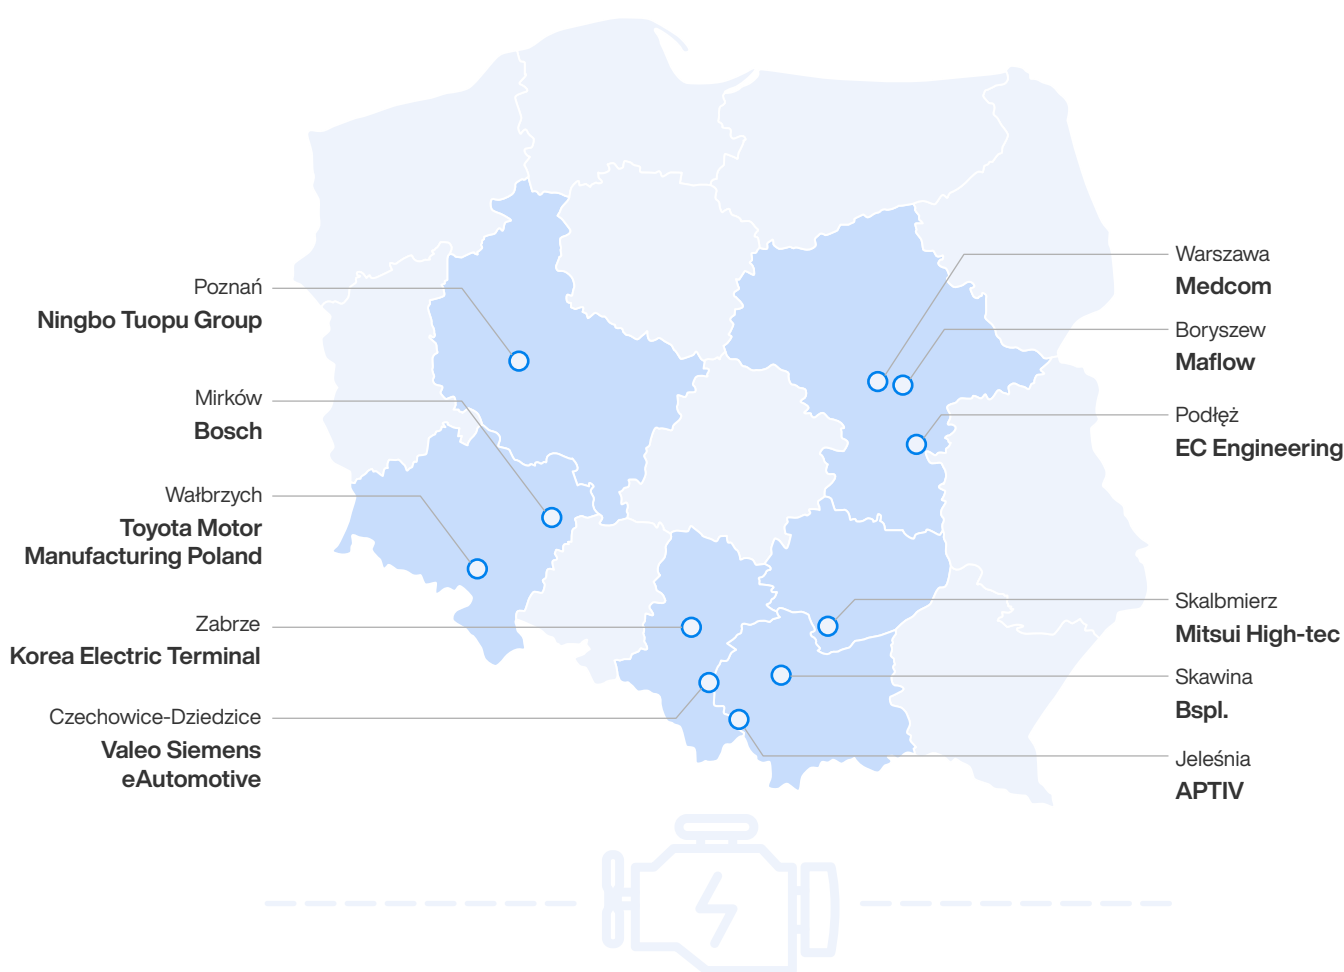 Poznań
Ningbo Tuopu Group
Mirków
Bosch
Wałbrzych
Toyota Motor
Manufacturing Poland
Zabrze
Korea Electric Terminal
Czechowice-Dziedzice
Valeo Siemens
eAutomotive
Warszawa
Medcom
Boryszew
Maflow
Podłęż
EC Engineering
Skalbmierz
Mitsui High-tec
Skawina
Bspl.
Jeleśnia
APTIV